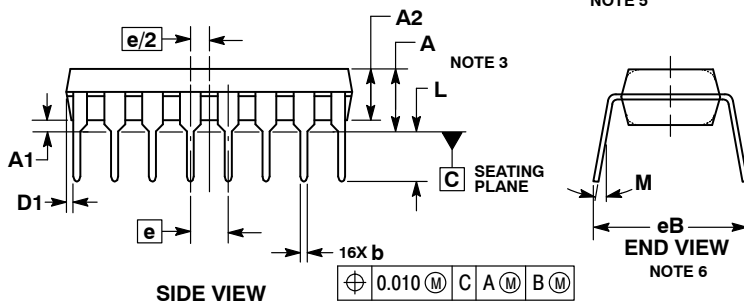 NOTE 5
A2
e/2
A
NOTE 3
L
A1
C
SEATING
PLANE
M
D1
e
eB
16X b
END VIEW
NOTE 6
⌖ 0.010 Ⓜ C A Ⓜ B Ⓜ
SIDE VIEW